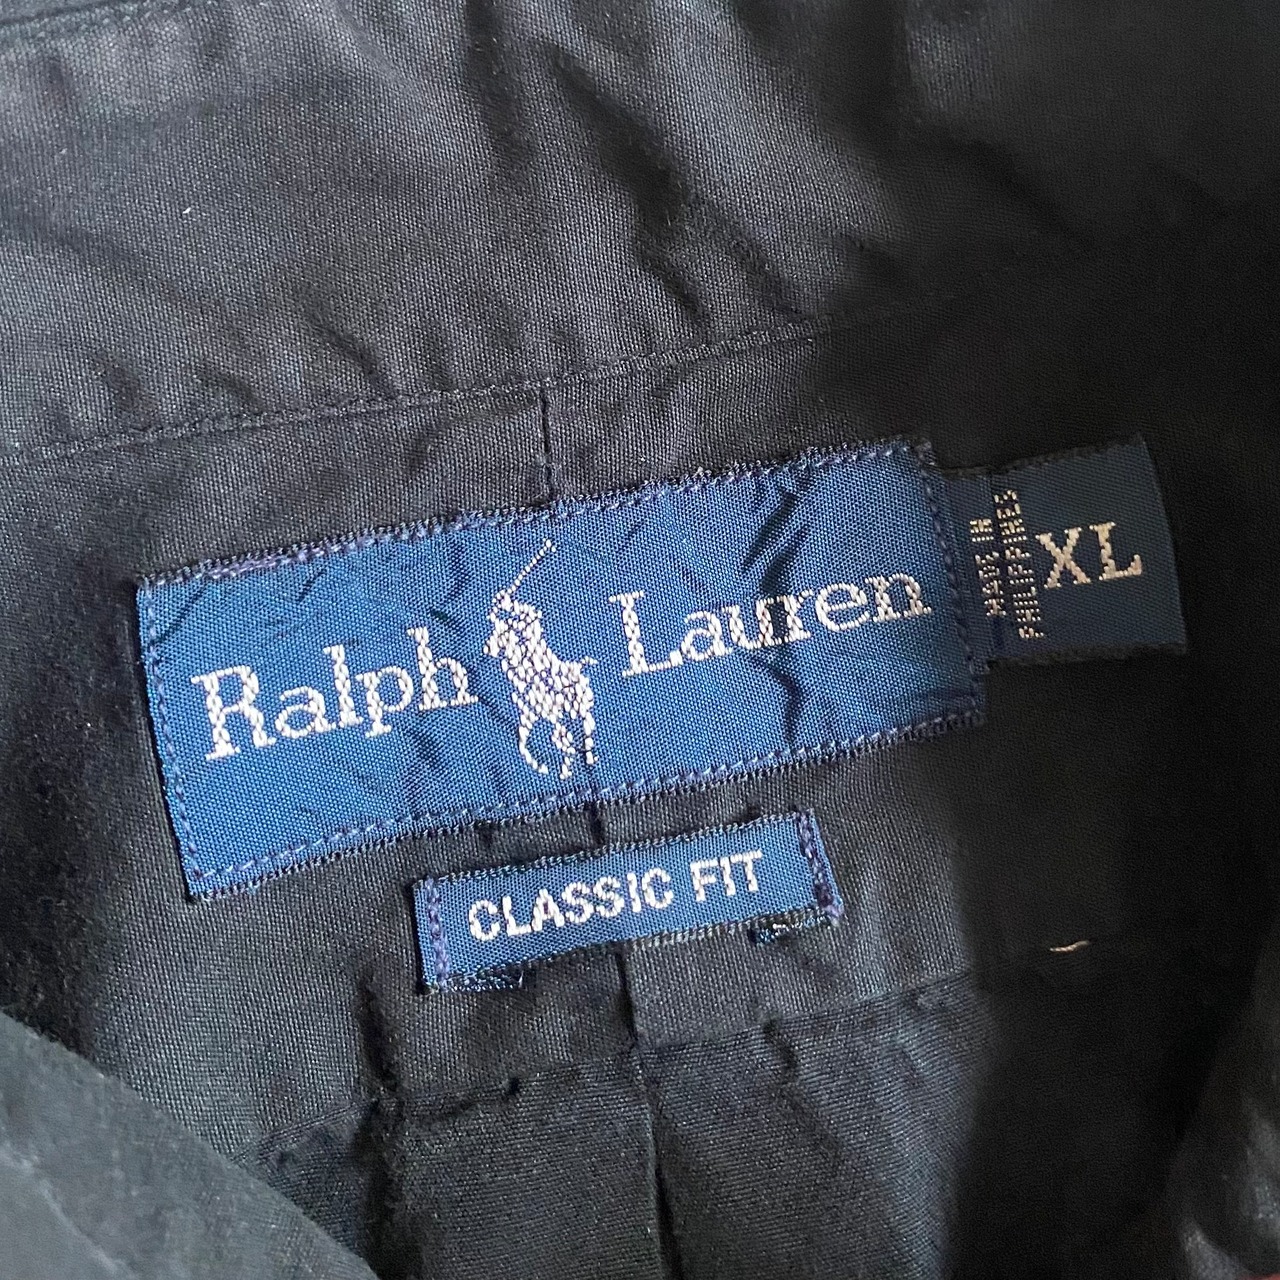 Ralph Lauren
MADE IN
PHILIPPINES
XL
CLASSIC FIT